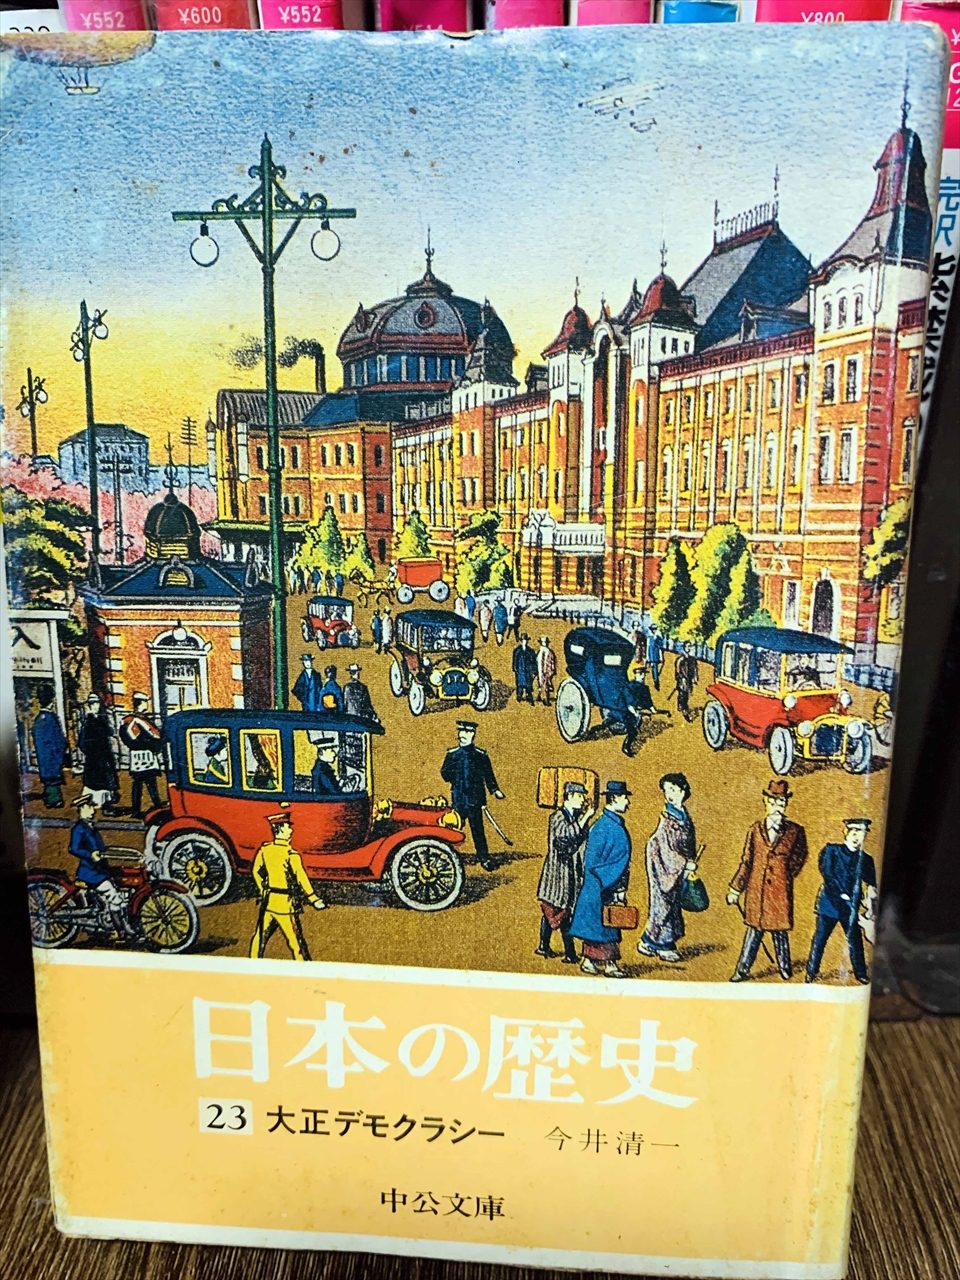 ¥552
¥600
¥552
¥800
入
日本の歴史
23 大正デモクラシー 今井清一
中公文庫